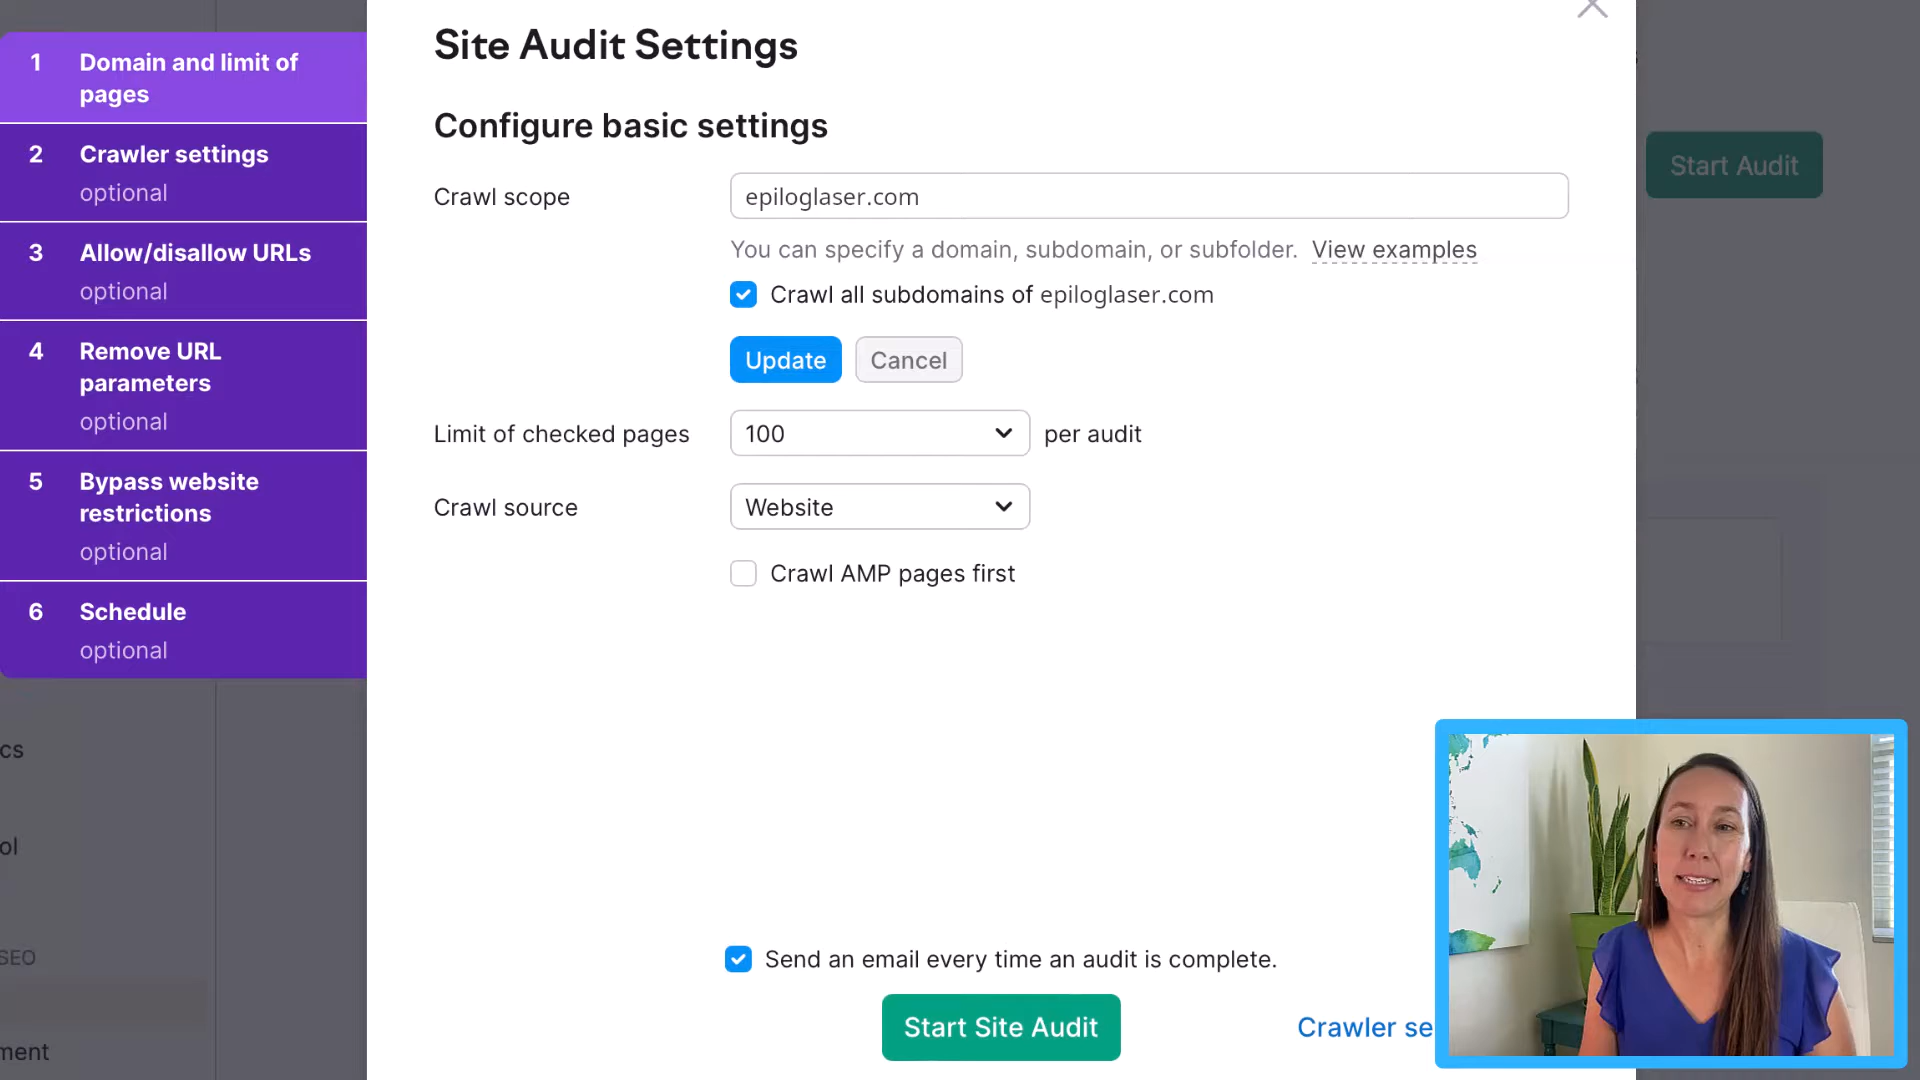 1 Domain and limit of
pages
2 Crawler settings
optional
3 Allow/disallow URLs
optional
4 Remove URL
parameters
optional
5 Bypass website
restrictions
optional
6 Schedule
optional
cs
ol
SEO
ment
Site Audit Settings
Configure basic settings
Crawl scope epiloglaser.com
You can specify a domain, subdomain, or subfolder. View examples
Crawl all subdomains of epiloglaser.com
Update Cancel
Limit of checked pages 100 per audit
Crawl source Website
Crawl AMP pages first
Send an email every time an audit is complete.
Start Site Audit Crawler se
Start Audit